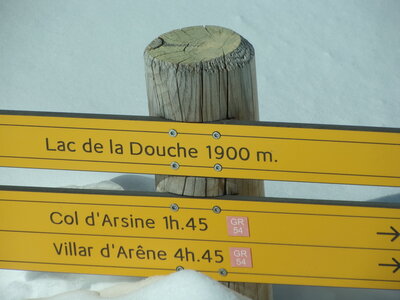 Lac de la Douche 1900 m.
Col d'Arsine 1h.45 GR 54 →
Villar d'Arêne 4h.45 GR 54 →